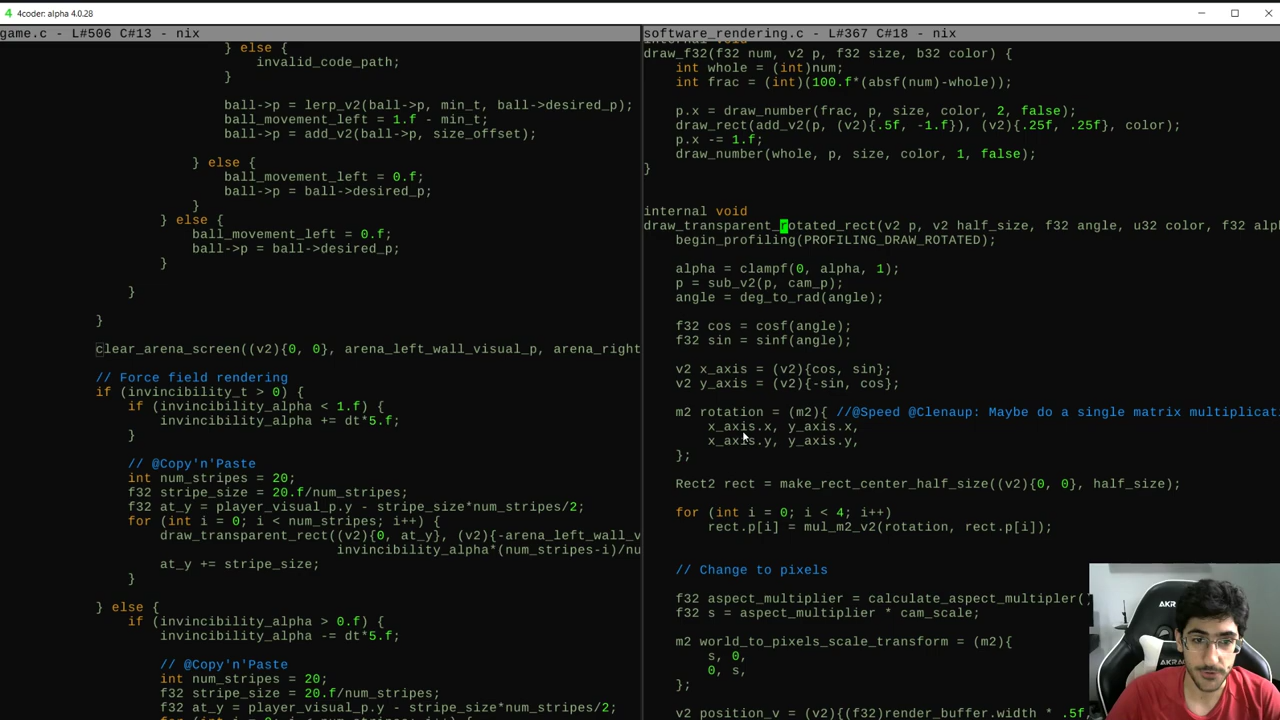 4coder: alpha 4.0.28
game.c - L#506 C#13 - nix
} else {
invalid_code_path;
}
ball->p = lerp_v2(ball->p, min_t, ball->desired_p);
ball_movement_left = 1.f - min_t;
ball->p = add_v2(ball->p, size_offset);
} else {
ball_movement_left = 0.f;
ball->p = ball->desired_p;
}
} else {
ball_movement_left = 0.f;
ball->p = ball->desired_p;
}
}
}
clear_arena_screen((v2){0, 0}, arena_left_wall_visual_p, arena_right
// Force field rendering
if (invincibility_t > 0) {
if (invincibility_alpha < 1.f) {
invincibility_alpha += dt*5.f;
}
// @Copy'n'Paste
int num_stripes = 20;
f32 stripe_size = 20.f/num_stripes;
f32 at_y = player_visual_p.y - stripe_size*num_stripes/2;
for (int i = 0; i < num_stripes; i++) {
draw_transparent_rect((v2){0, at_y}, (v2){-arena_left_wall_v
invincibility_alpha*(num_stripes-i)/nu
at_y += stripe_size;
}
} else {
if (invincibility_alpha > 0.f) {
invincibility_alpha -= dt*5.f;
// @Copy'n'Paste
int num_stripes = 20;
f32 stripe_size = 20.f/num_stripes;
f32 at_y = player_visual_p.y - stripe_size*num_stripes/2;
for (int i = 0; i < num_stripes; i++) {
software_rendering.c - L#367 C#18 - nix
internal void
draw_f32(f32 num, v2 p, f32 size, b32 color) {
int whole = (int)num;
int frac = (int)(100.f*(absf(num)-whole));
p.x = draw_number(frac, p, size, color, 2, false);
draw_rect(add_v2(p, (v2){.5f, -1.f}), (v2){.25f, .25f}, color);
p.x -= 1.f;
draw_number(whole, p, size, color, 1, false);
}
internal void
draw_transparent_rotated_rect(v2 p, v2 half_size, f32 angle, u32 color, f32 alp
begin_profiling(PROFILING_DRAW_ROTATED);
alpha = clampf(0, alpha, 1);
p = sub_v2(p, cam_p);
angle = deg_to_rad(angle);
f32 cos = cosf(angle);
f32 sin = sinf(angle);
v2 x_axis = (v2){cos, sin};
v2 y_axis = (v2){-sin, cos};
m2 rotation = (m2){ //@Speed @Clenaup: Maybe do a single matrix multiplicati
x_axis.x, y_axis.x,
x_axis.y, y_axis.y,
};
Rect2 rect = make_rect_center_half_size((v2){0, 0}, half_size);
for (int i = 0; i < 4; i++)
rect.p[i] = mul_m2_v2(rotation, rect.p[i]);
// Change to pixels
f32 aspect_multiplier = calculate_aspect_multipler()
f32 s = aspect_multiplier * cam_scale;
m2 world_to_pixels_scale_transform = (m2){
s, 0,
0, s,
};
v2 position_v = (v2){(f32)render_buffer.width * .5f,